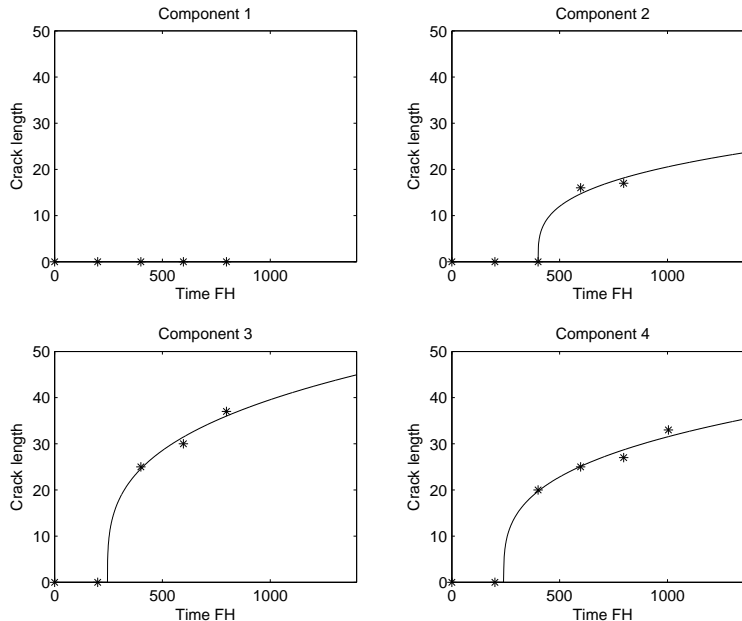 Component 1
50
40
30
20
10
0
Crack length
0 500 1000
Time FH
Component 2
50
40
30
20
10
0
Crack length
0 500 1000
Time FH
Component 3
50
40
30
20
10
0
Crack length
0 500 1000
Time FH
Component 4
50
40
30
20
10
0
Crack length
0 500 1000
Time FH